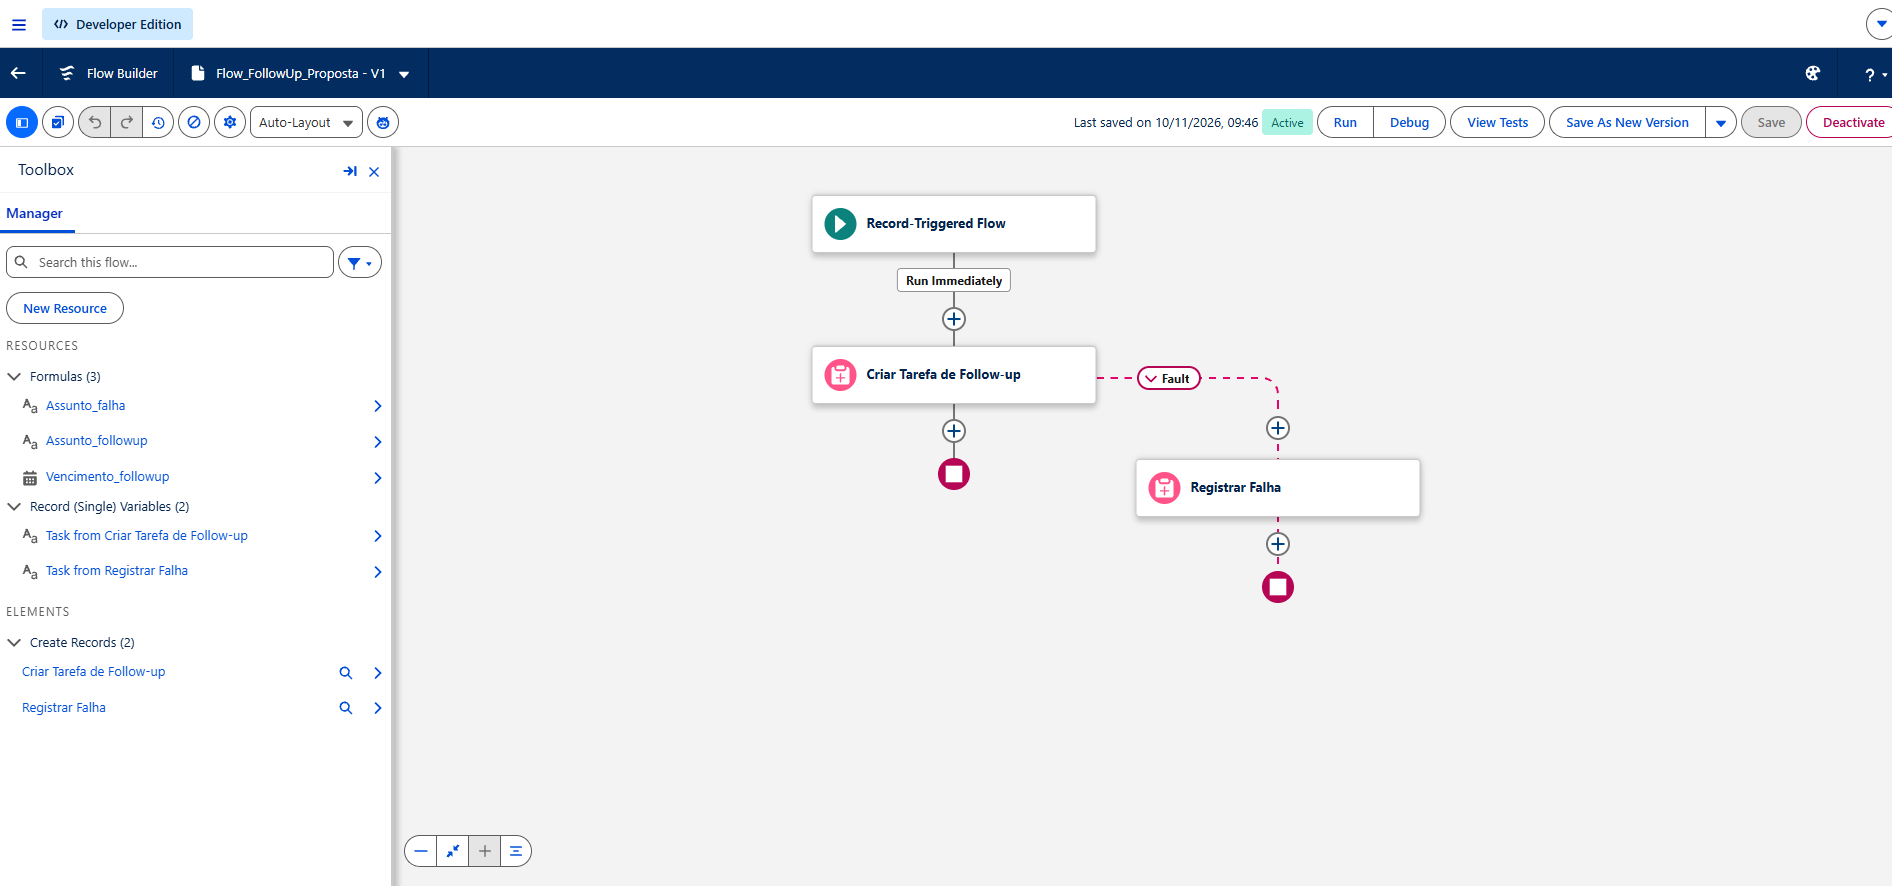 Developer Edition
Flow Builder
Flow_FollowUp_Proposta - V1
?
Auto-Layout
Last saved on 10/11/2026, 09:46
Active
Run
Debug
View Tests
Save As New Version
Save
Deactivate
Toolbox
Manager
Search this flow...
New Resource
RESOURCES
Formulas (3)
Assunto_falha
Assunto_followup
Vencimento_followup
Record (Single) Variables (2)
Task from Criar Tarefa de Follow-up
Task from Registrar Falha
ELEMENTS
Create Records (2)
Criar Tarefa de Follow-up
Registrar Falha
Record-Triggered Flow
Run Immediately
Criar Tarefa de Follow-up
Fault
Registrar Falha